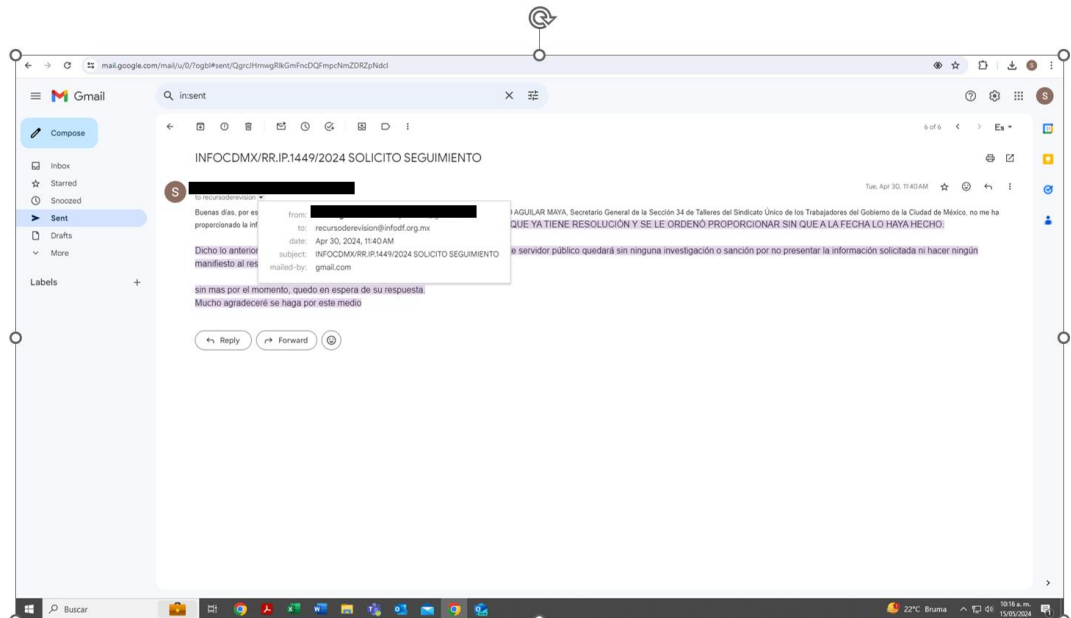 mail.google.com/mail/u/0/?ogbl#sent/QgrcJHrnwgRlkGmFncDQFmpcNmZDRZpNdcl
Gmail
in:sent
S
Compose
6 of 6
Es
Inbox
Starred
Snoozed
Sent
Drafts
More
Labels
INFOCDMX/RR.IP.1449/2024 SOLICITO SEGUIMIENTO
S
Tue, Apr 30, 11:40 AM
to recursoderevision
from:
to: recursoderevision@infodf.org.mx
date: Apr 30, 2024, 11:40 AM
subject: INFOCDMX/RR.IP.1449/2024 SOLICITO SEGUIMIENTO
mailed-by: gmail.com
Buenas días, por es AGUILAR MAYA, Secretario General de la Sección 34 de Talleres del Sindicato Único de los Trabajadores del Gobierno de la Ciudad de México, no me ha
proporcionado la inf QUE YA TIENE RESOLUCIÓN Y SE LE ORDENÓ PROPORCIONAR SIN QUE A LA FECHA LO HAYA HECHO.
Dicho lo anterior e servidor público quedará sin ninguna investigación o sanción por no presentar la información solicitada ni hacer ningún
manifiesto al res
sin mas por el momento, quedo en espera de su respuesta.
Mucho agradeceré se haga por este medio
Reply Forward
Buscar
22°C Bruma
10:16 a. m.
15/05/2024